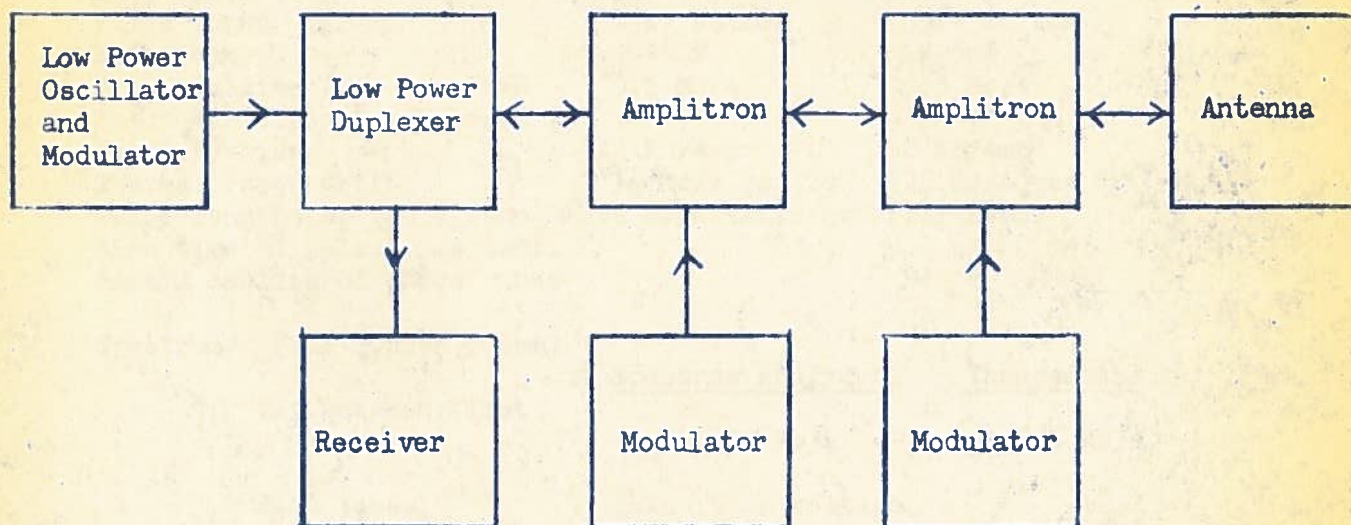 Low Power
Oscillator
and
Modulator
Low Power
Duplexer
Amplitron
Amplitron
Antenna
Receiver
Modulator
Modulator